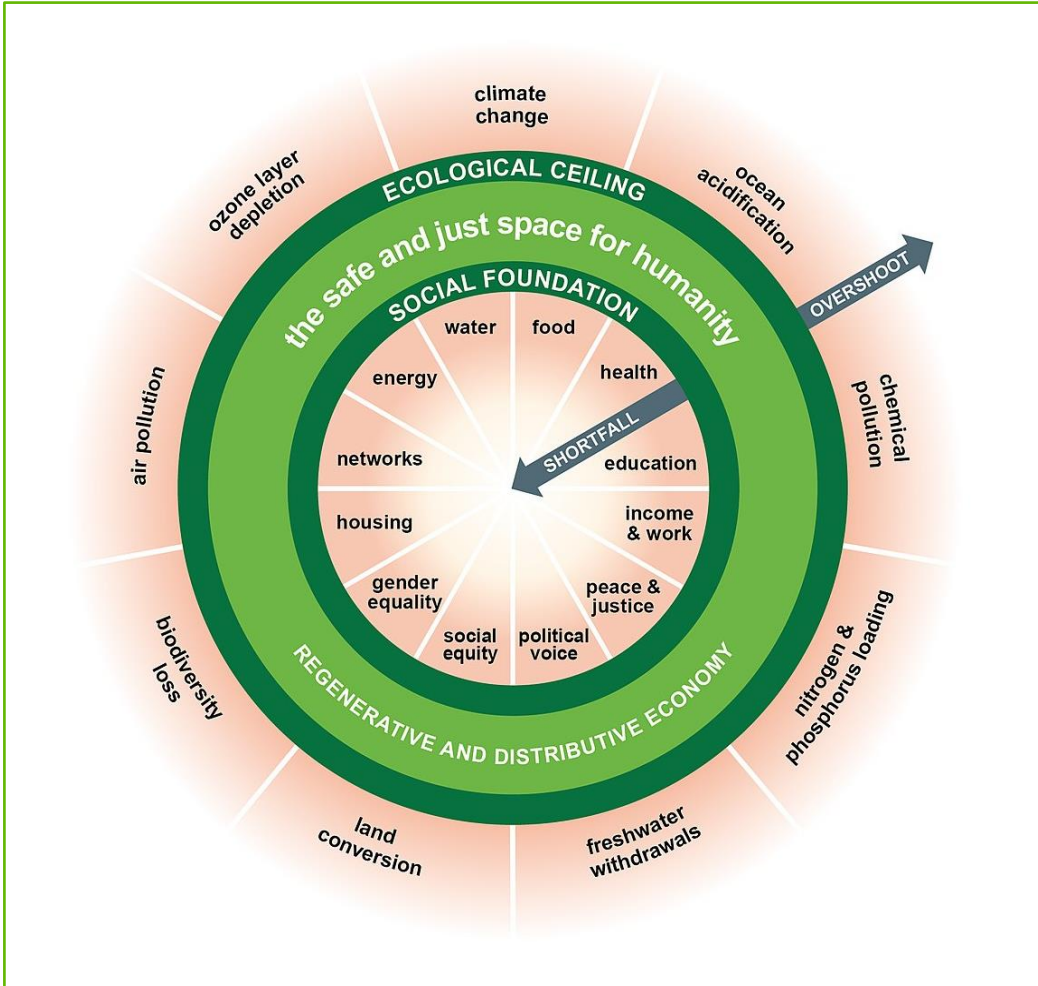 climate
change
ocean
acidification
chemical
pollution
nitrogen &
phosphorus loading
freshwater
withdrawals
land
conversion
biodiversity
loss
air pollution
ozone layer
depletion
ECOLOGICAL CEILING
the safe and just space for humanity
SOCIAL FOUNDATION
OVERSHOOT
SHORTFALL
water
food
health
education
income
& work
peace &
justice
political
voice
social
equity
gender
equality
housing
networks
energy
REGENERATIVE AND DISTRIBUTIVE ECONOMY